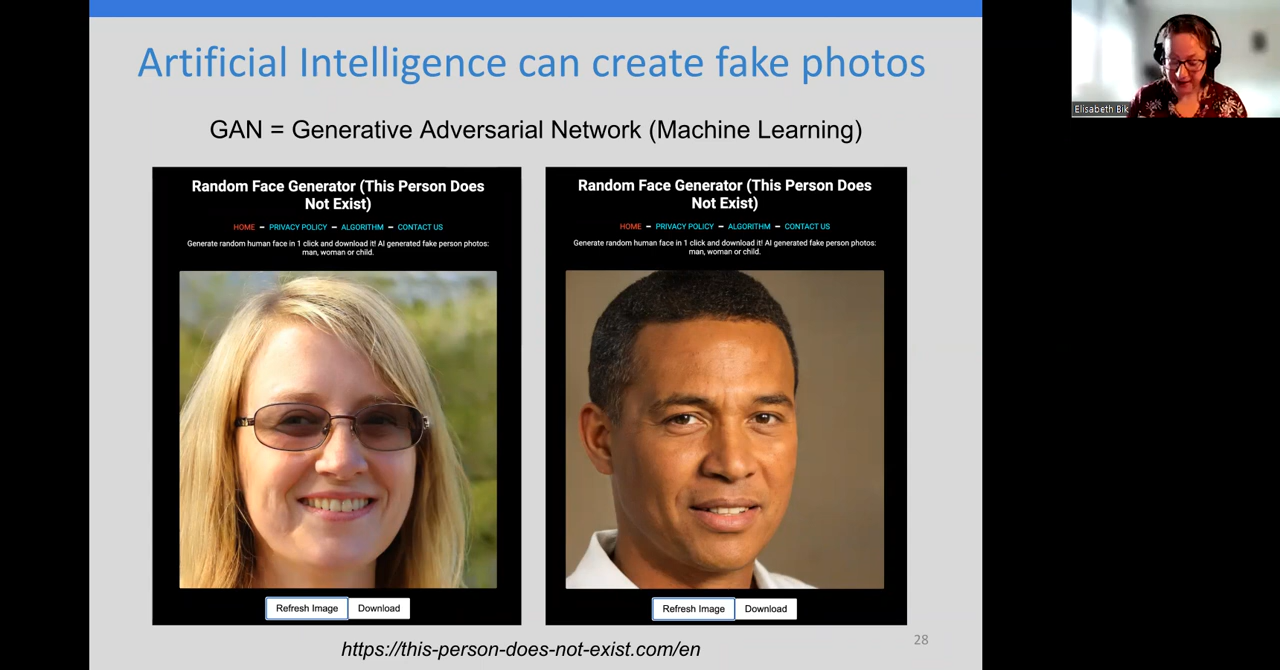 Artificial Intelligence can create fake photos
GAN = Generative Adversarial Network (Machine Learning)
Random Face Generator (This Person Does
Not Exist)
HOME – PRIVACY POLICY – ALGORITHM – CONTACT US
Generate random human face in 1 click and download it! AI generated fake person photos:
man, woman or child.
Refresh Image Download
Random Face Generator (This Person Does
Not Exist)
HOME – PRIVACY POLICY – ALGORITHM – CONTACT US
Generate random human face in 1 click and download it! AI generated fake person photos:
man, woman or child.
Refresh Image Download
https://this-person-does-not-exist.com/en
28
Elisabeth Bik